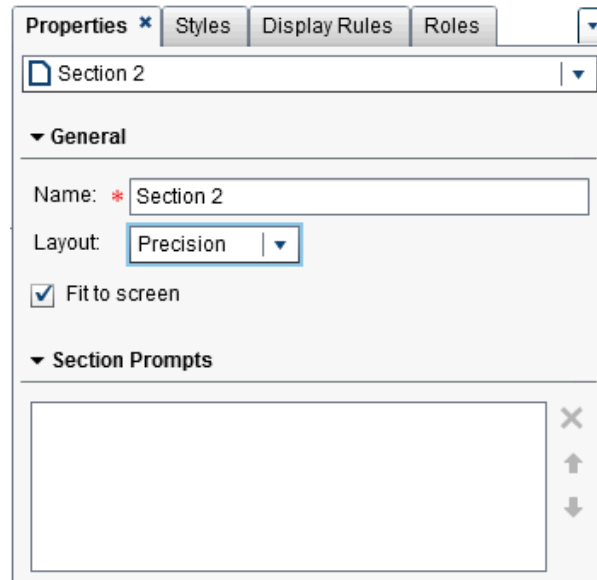 Properties Styles Display Rules Roles
Section 2
General
Name: * Section 2
Layout: Precision
Fit to screen
Section Prompts